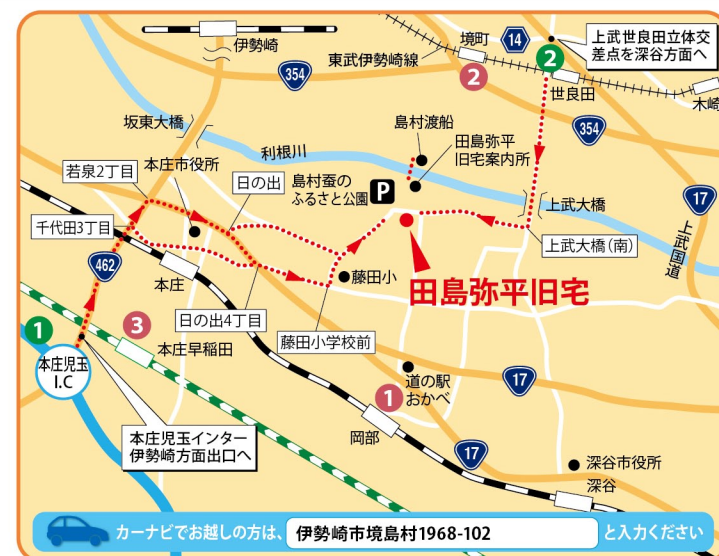 伊勢崎
境町
14
上武世良田立体交
差点を深谷方面へ
東武伊勢崎線
354
2
2
世良田
木崎
坂東大橋
島村渡船
354
利根川
田島弥平
旧宅案内所
若泉2丁目
本庄市役所
日の出
島村蚕の
ふるさと公園
P
17
上武大橋
千代田3丁目
上武国道
上武大橋(南)
462
本庄
藤田小
田島弥平旧宅
日の出4丁目
藤田小学校前
1
3
本庄早稲田
本庄児玉
I.C
道の駅
おかべ
17
1
本庄児玉インター
伊勢崎方面出口へ
岡部
17
深谷市役所
深谷
カーナビでお越しの方は、 伊勢崎市境島村1968-102 と入力ください